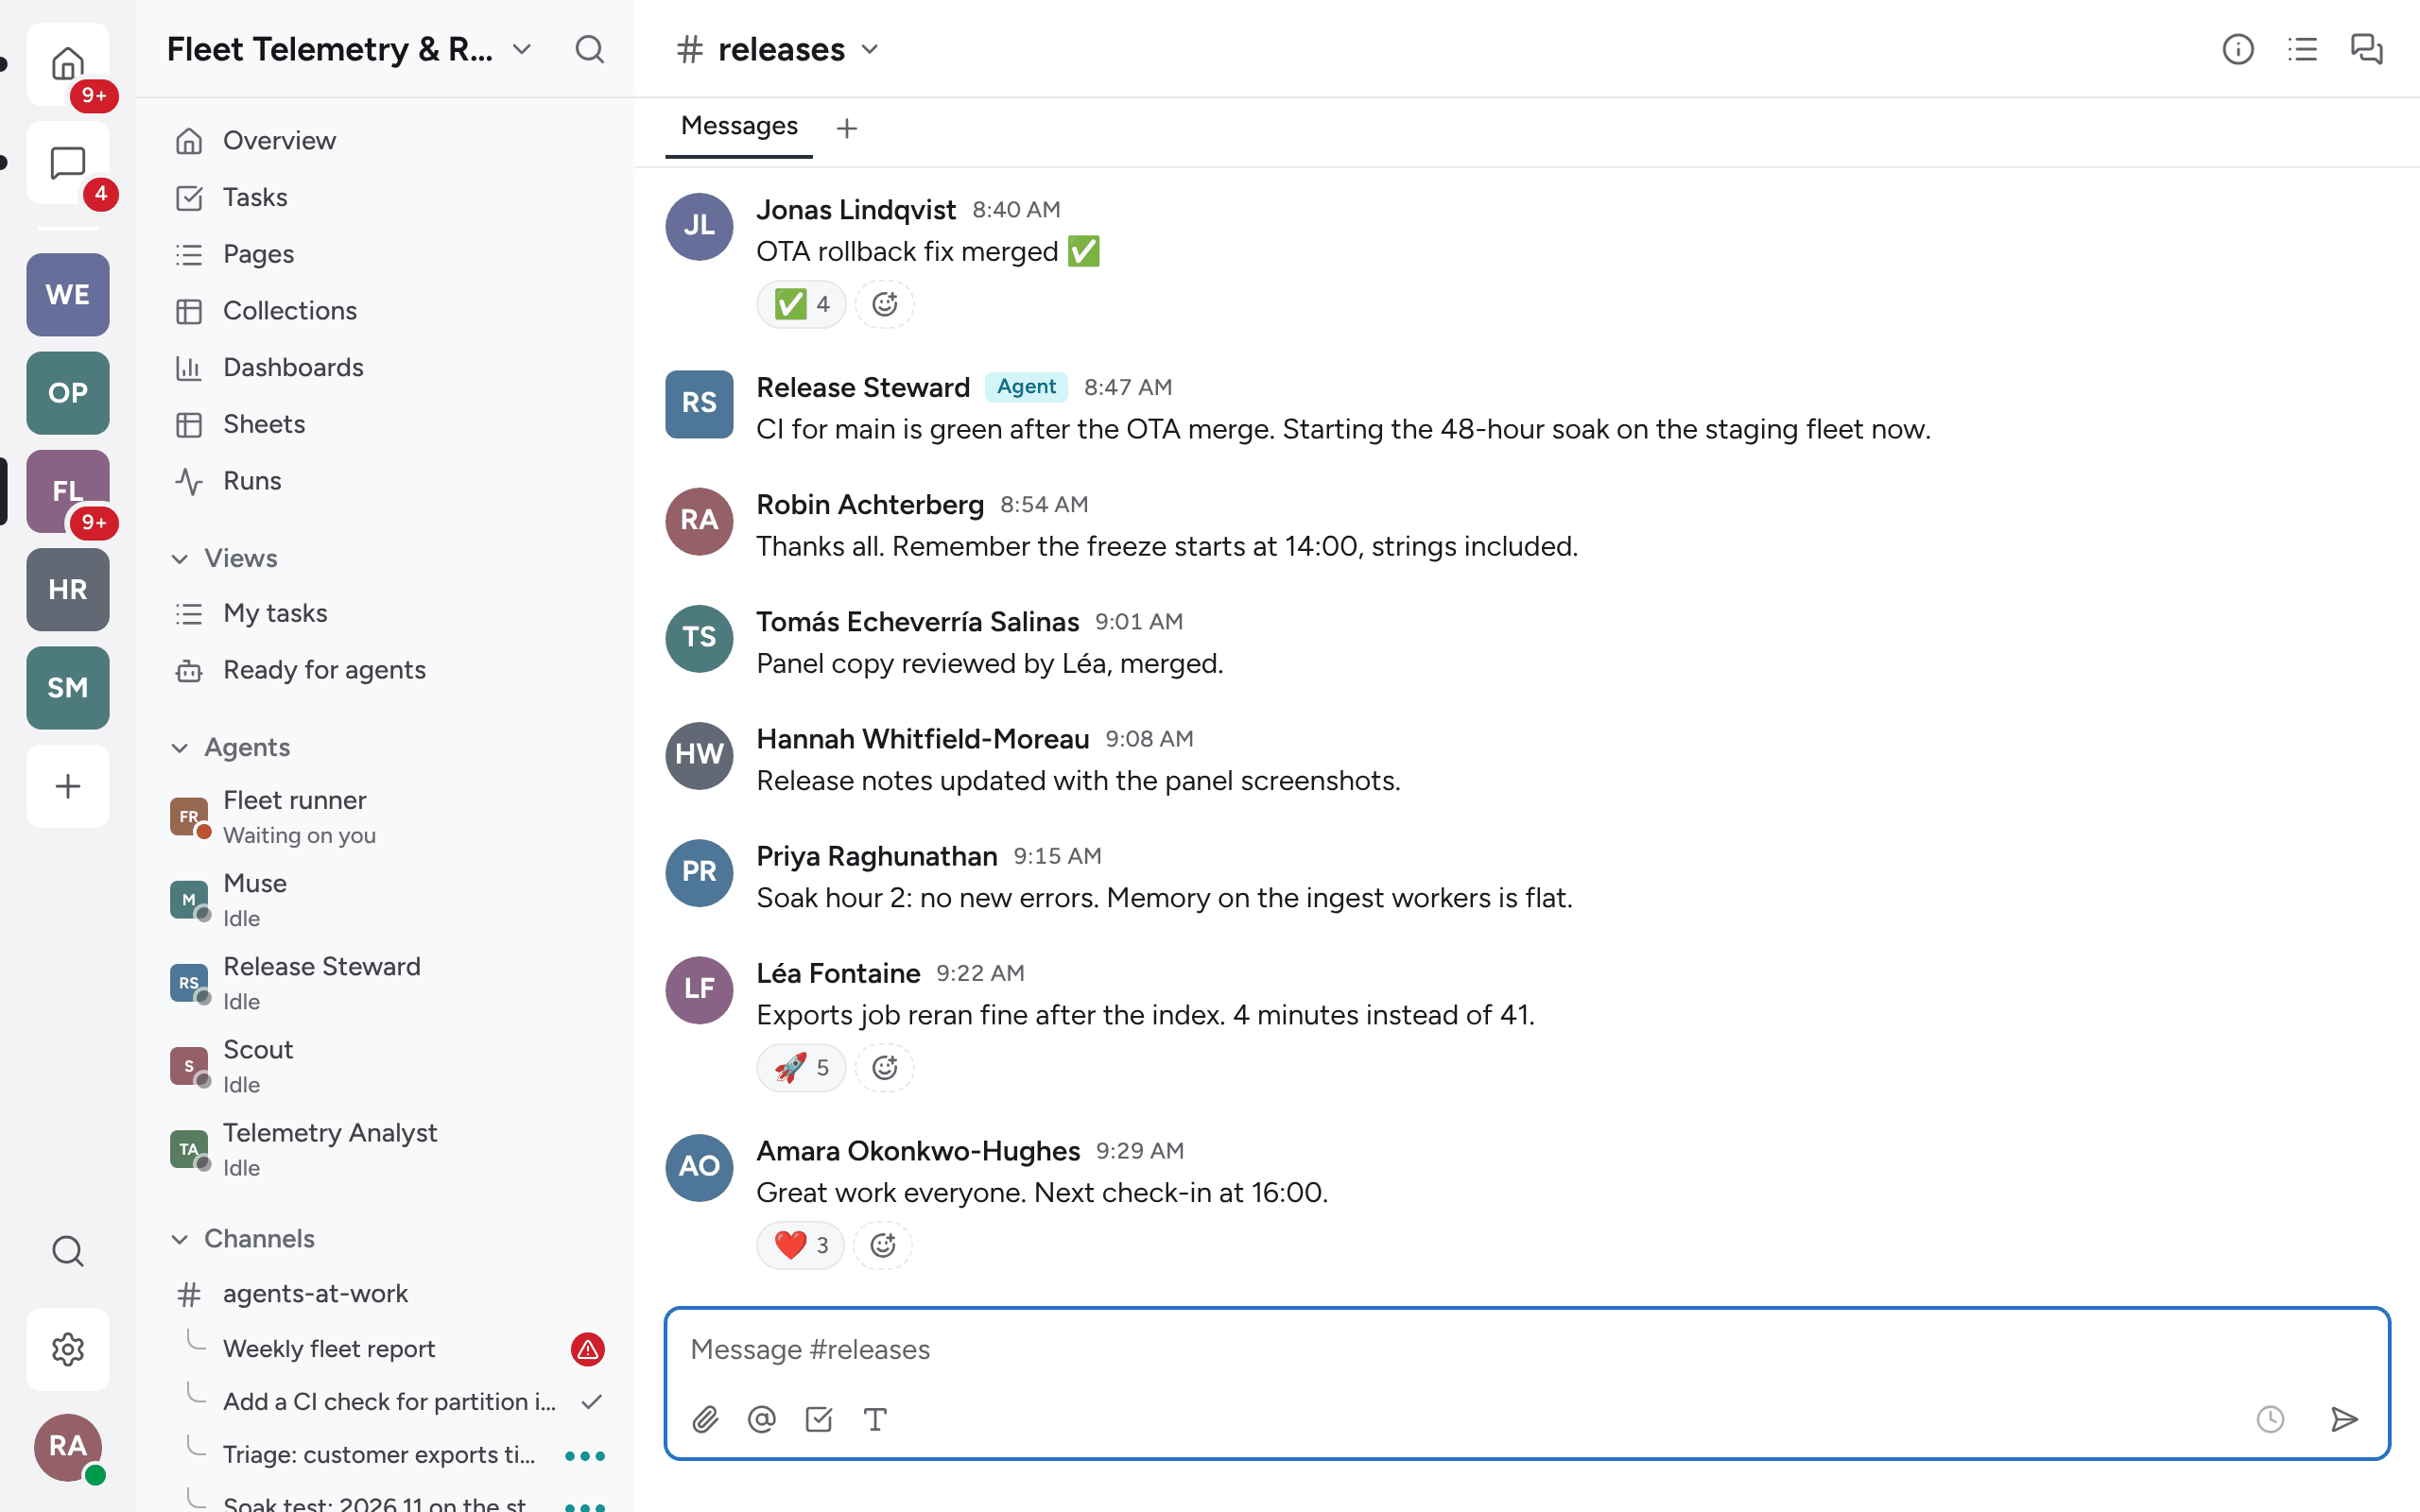 9+
4
WE
OP
FL
9+
HR
SM
RA
Fleet Telemetry & R...
Overview
Tasks
Pages
Collections
Dashboards
Sheets
Runs
Views
My tasks
Ready for agents
Agents
FR
Fleet runner
Waiting on you
M
Muse
Idle
RS
Release Steward
Idle
S
Scout
Idle
TA
Telemetry Analyst
Idle
Channels
# agents-at-work
Weekly fleet report
Add a CI check for partition i...
Triage: customer exports ti...
Soak test: 2026.11 on the st...
# releases
Messages
JL
Jonas Lindqvist 8:40 AM
OTA rollback fix merged ✅
✅ 4
RS
Release Steward Agent 8:47 AM
CI for main is green after the OTA merge. Starting the 48-hour soak on the staging fleet now.
RA
Robin Achterberg 8:54 AM
Thanks all. Remember the freeze starts at 14:00, strings included.
TS
Tomás Echeverría Salinas 9:01 AM
Panel copy reviewed by Léa, merged.
HW
Hannah Whitfield-Moreau 9:08 AM
Release notes updated with the panel screenshots.
PR
Priya Raghunathan 9:15 AM
Soak hour 2: no new errors. Memory on the ingest workers is flat.
LF
Léa Fontaine 9:22 AM
Exports job reran fine after the index. 4 minutes instead of 41.
🚀 5
AO
Amara Okonkwo-Hughes 9:29 AM
Great work everyone. Next check-in at 16:00.
❤️ 3
Message #releases